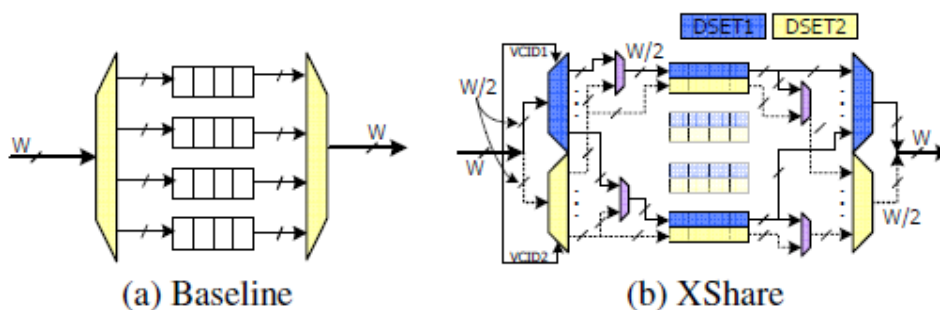 DSET1 DSET2
VCID1
W/2
W/2
W
W
W
W
W/2
VCID2
(a) Baseline
(b) XShare